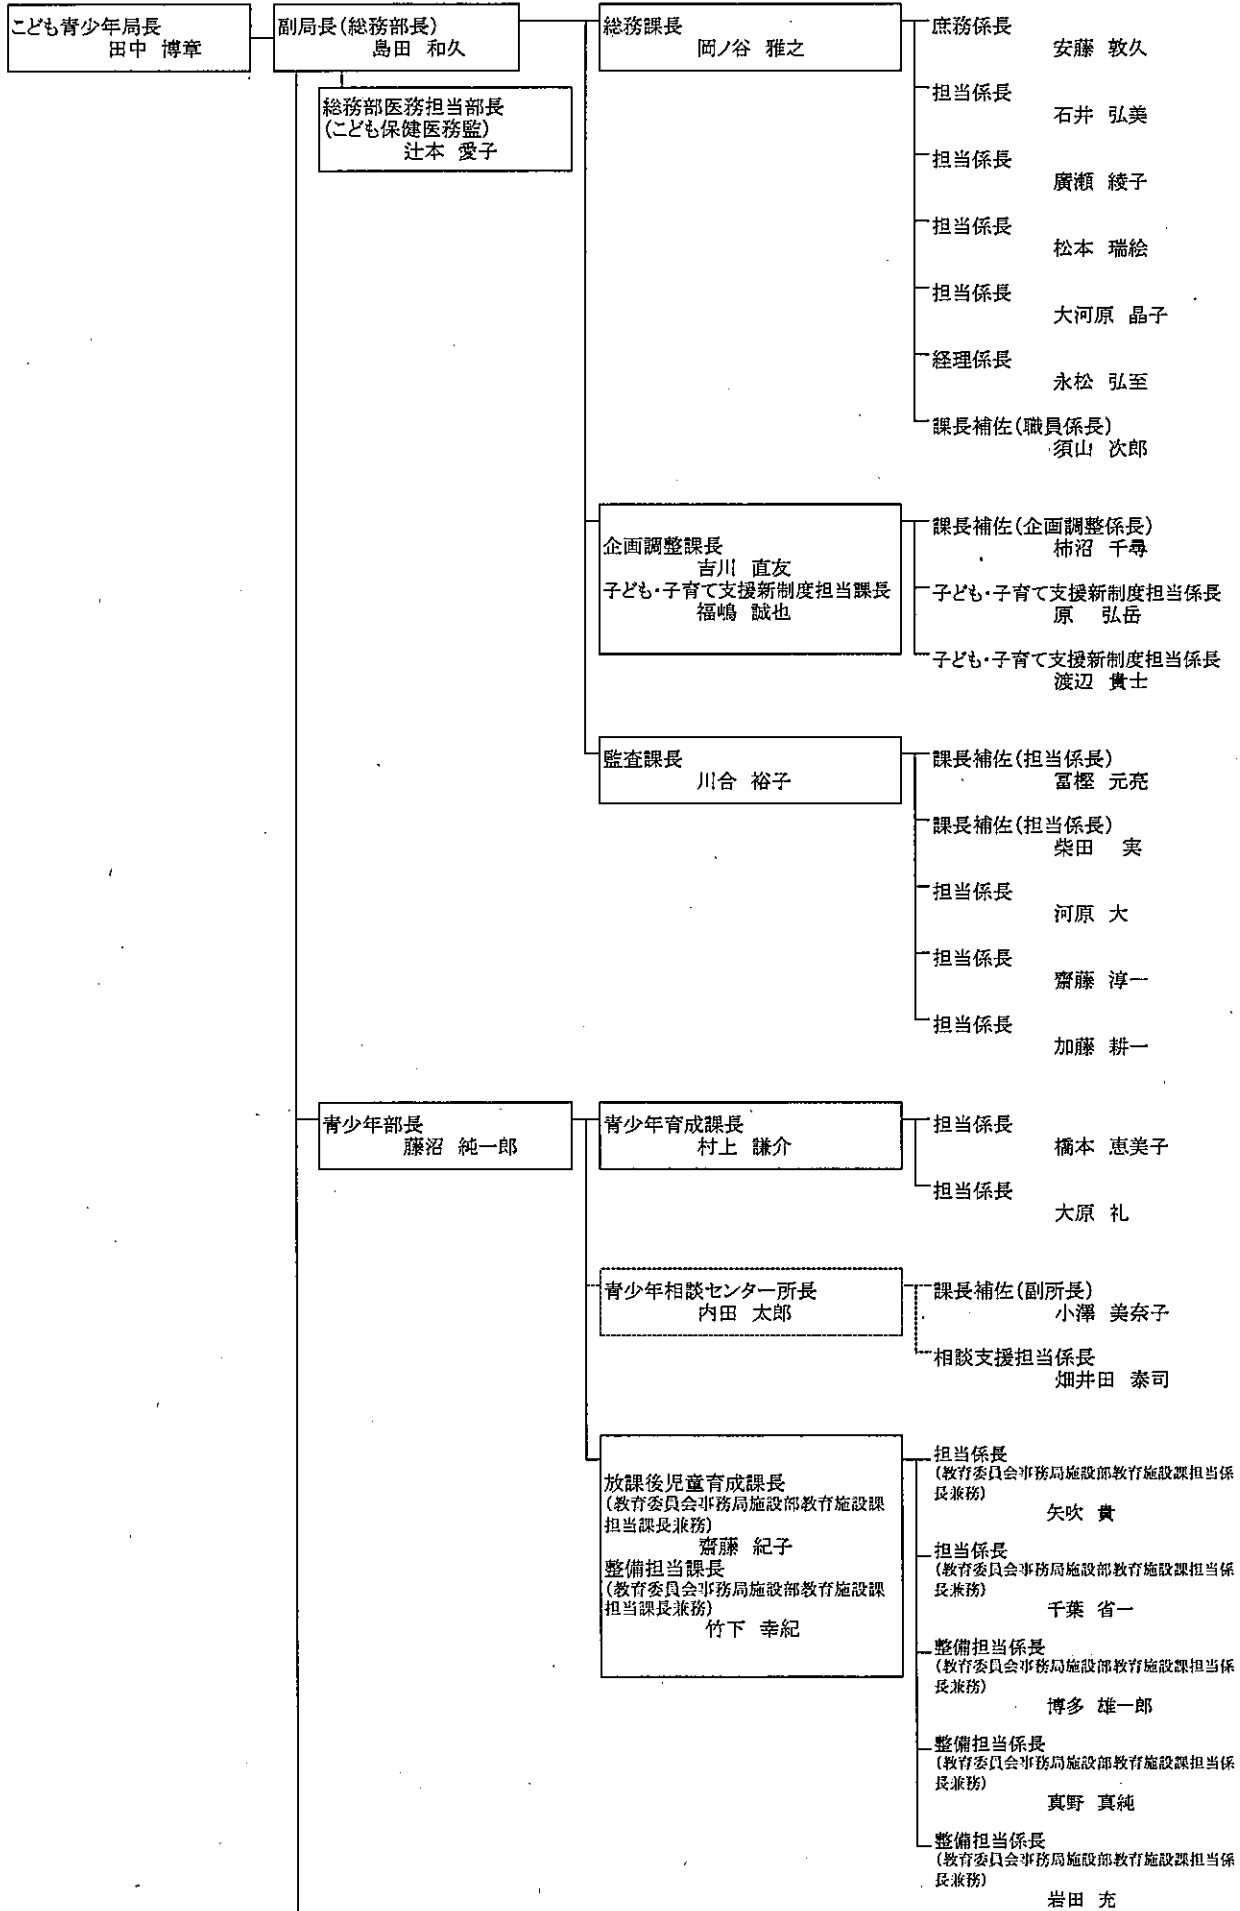 こども青少年局長
田中 博章
副局長(総務部長)
島田 和久
総務部医務担当部長
(こども保健医務監)
辻本 愛子
総務課長
岡ノ谷 雅之
庶務係長
安藤 敦久
担当係長
石井 弘美
担当係長
廣瀬 綾子
担当係長
松本 瑞絵
担当係長
大河原 晶子
経理係長
永松 弘至
課長補佐(職員係長)
須山 次郎
企画調整課長
吉川 直友
子ども・子育て支援新制度担当課長
福嶋 誠也
課長補佐(企画調整係長)
柿沼 千尋
子ども・子育て支援新制度担当係長
原 弘岳
子ども・子育て支援新制度担当係長
渡辺 貴士
監査課長
川合 裕子
課長補佐(担当係長)
冨樫 元亮
課長補佐(担当係長)
柴田 実
担当係長
河原 大
担当係長
齋藤 淳一
担当係長
加藤 耕一
青少年部長
藤沼 純一郎
青少年育成課長
村上 謙介
担当係長
橋本 恵美子
担当係長
大原 礼
青少年相談センター所長
内田 太郎
課長補佐(副所長)
小澤 美奈子
相談支援担当係長
畑井田 泰司
放課後児童育成課長
(教育委員会事務局施設部教育施設課
担当課長兼務)
齋藤 紀子
整備担当課長
(教育委員会事務局施設部教育施設課
担当課長兼務)
竹下 幸紀
担当係長
(教育委員会事務局施設部教育施設課担当係
長兼務)
矢吹 貴
担当係長
(教育委員会事務局施設部教育施設課担当係
長兼務)
千葉 省一
整備担当係長
(教育委員会事務局施設部教育施設課担当係
長兼務)
博多 雄一郎
整備担当係長
(教育委員会事務局施設部教育施設課担当係
長兼務)
真野 真純
整備担当係長
(教育委員会事務局施設部教育施設課担当係
長兼務)
岩田 充